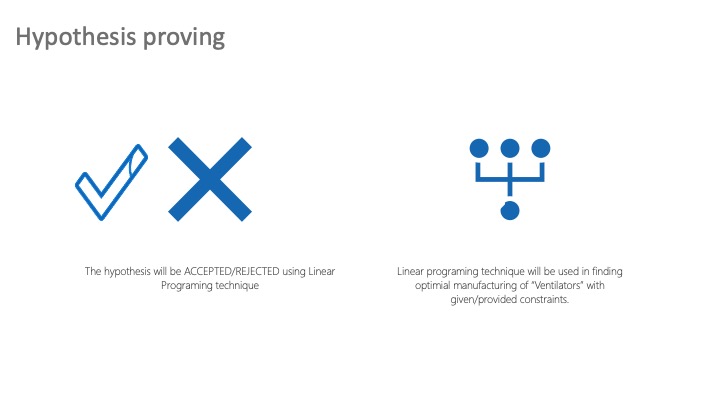 Hypothesis proving
The hypothesis will be ACCEPTED/REJECTED using Linear
Programing technique
Linear programing technique will be used in finding
optimial manufacturing of "Ventilators" with
given/provided constraints.